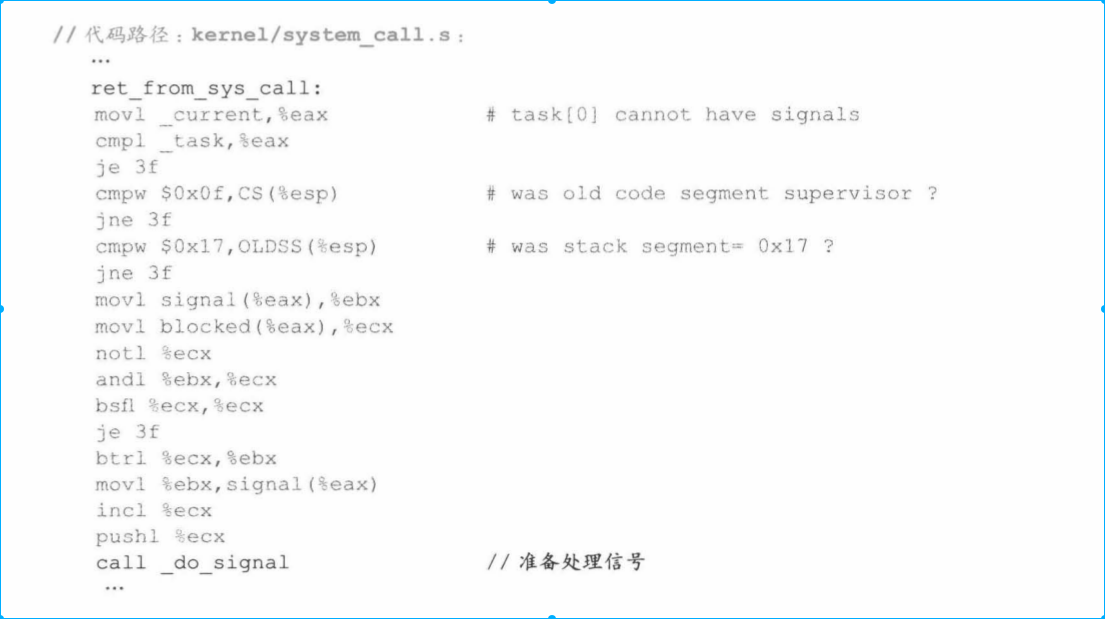 // 代码路径：kernel/system_call.s：
…
ret_from_sys_call:
movl _current,%eax # task[0] cannot have signals
cmpl _task,%eax
je 3f
cmpw $0x0f,CS(%esp) # was old code segment supervisor ?
jne 3f
cmpw $0x17,OLDSS(%esp) # was stack segment= 0x17 ?
jne 3f
movl signal(%eax),%ebx
movl blocked(%eax),%ecx
notl %ecx
andl %ebx,%ecx
bsfl %ecx,%ecx
je 3f
btrl %ecx,%ebx
movl %ebx,signal(%eax)
incl %ecx
pushl %ecx
call _do_signal // 准备处理信号
…